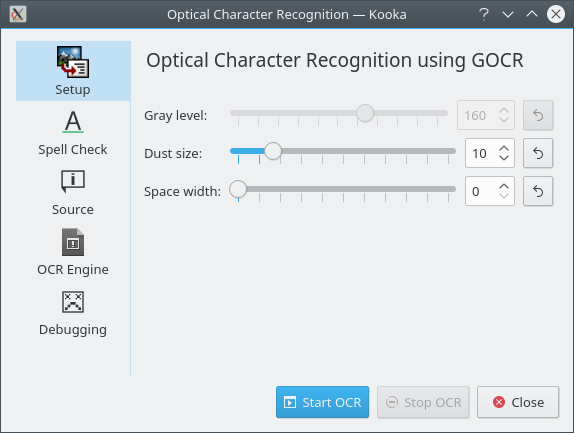 Optical Character Recognition — Kooka
Setup
Spell Check
Source
OCR Engine
Debugging
Optical Character Recognition using GOCR
Gray level: 160
Dust size: 10
Space width: 0
Start OCR
Stop OCR
Close